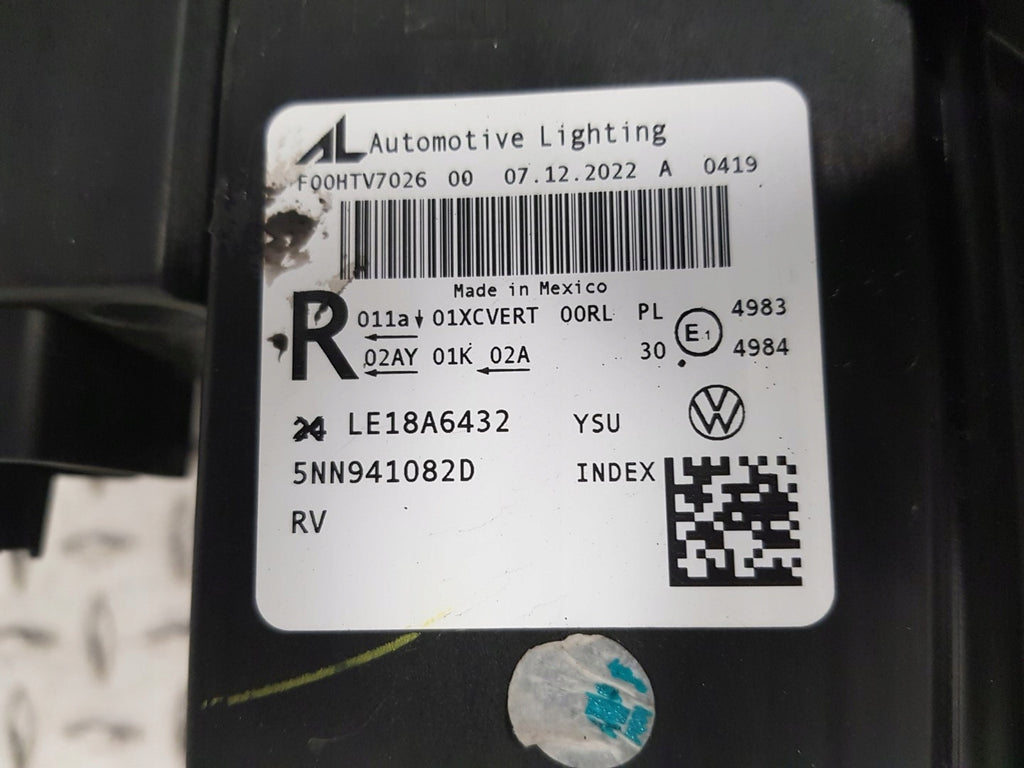 AL Automotive Lighting
F00HTV7026 00 07.12.2022 A 0419
Made in Mexico
R 011a 01XCVERT 00RL PL 4983
02AY 01K 02A 30 E1 4984
LE18A6432 YSU
5NN941082D INDEX
RV